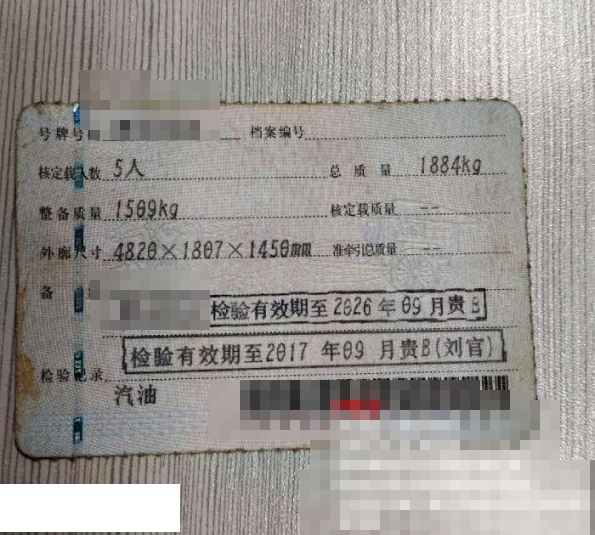 号牌号 档案编号
核定载人数 5人 总质量 1884kg
整备质量 1509kg 核定载质量 --
外廓尺寸 4820×1807×1450mm 准牵引总质量 --
备
检验有效期至2026年09月贵B
检验有效期至2017年09月贵B(刘官)
检验记录
汽油